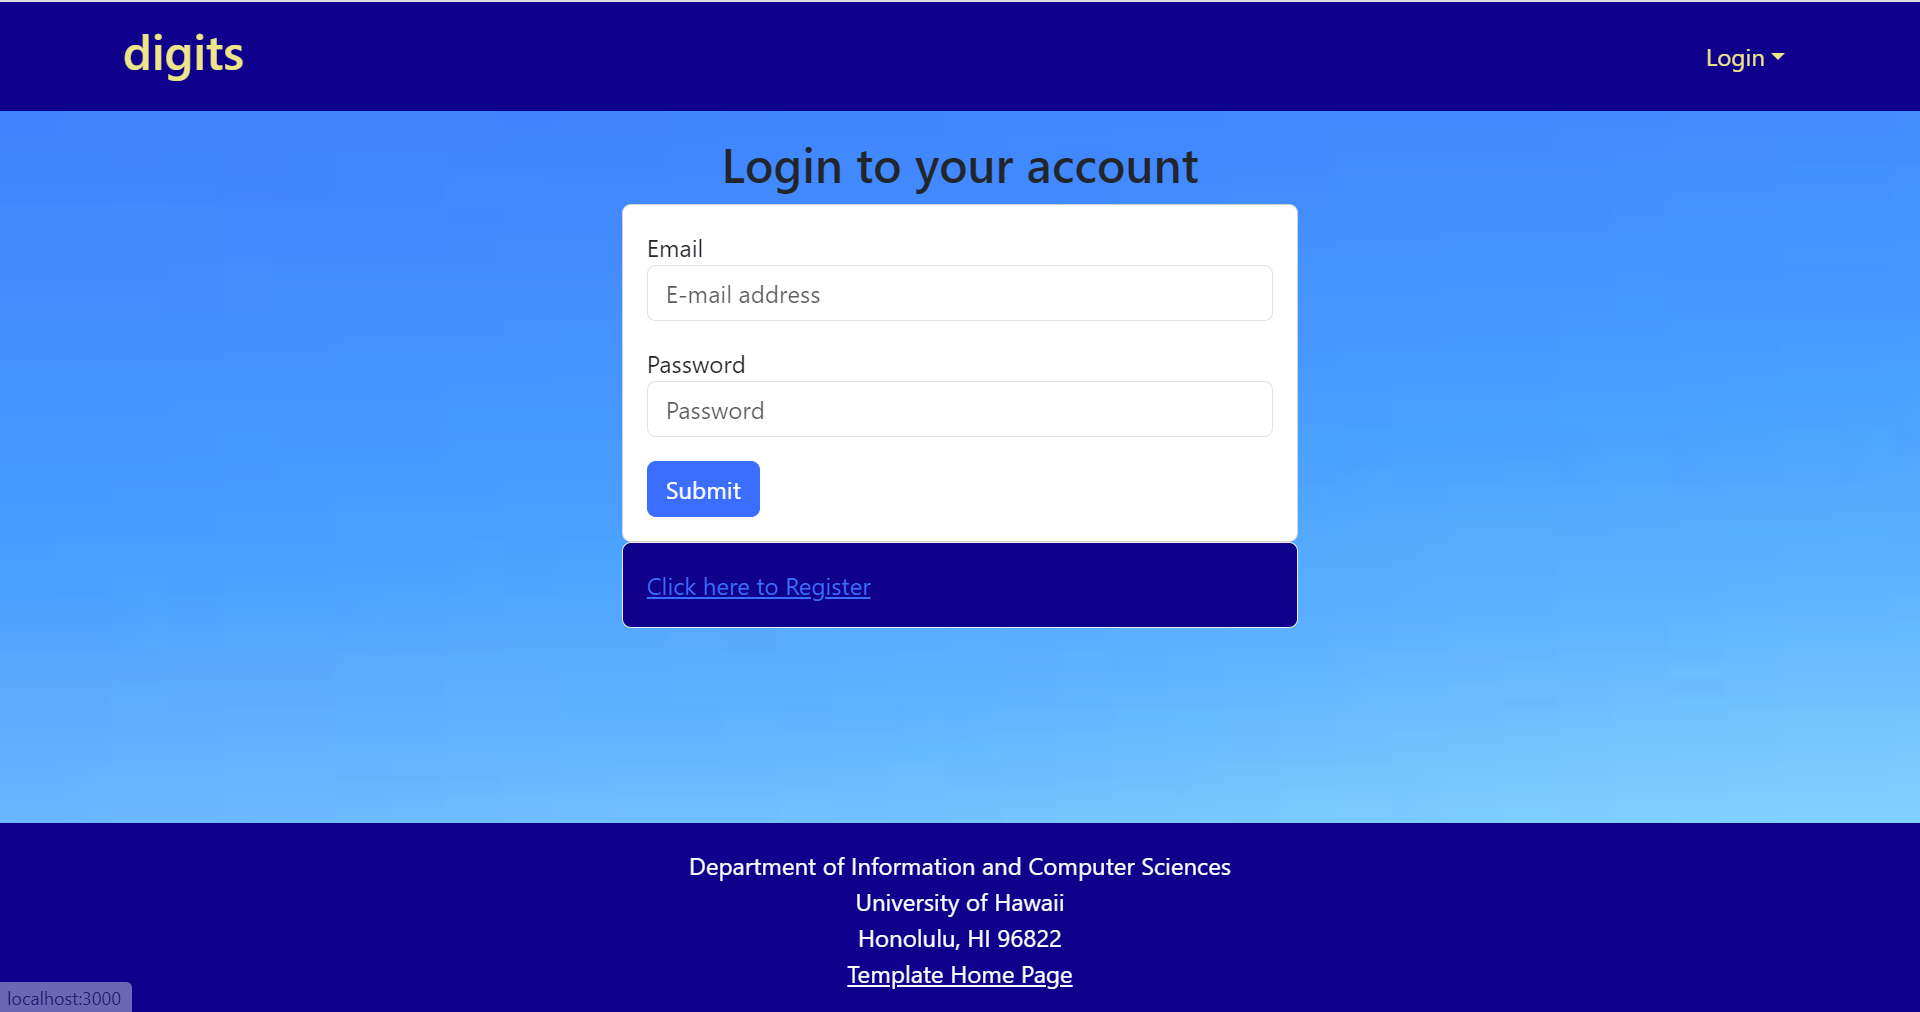 digits
Login
Login to your account
Email
E-mail address
Password
Password
Submit
Click here to Register
Department of Information and Computer Sciences
University of Hawaii
Honolulu, HI 96822
Template Home Page
localhost:3000